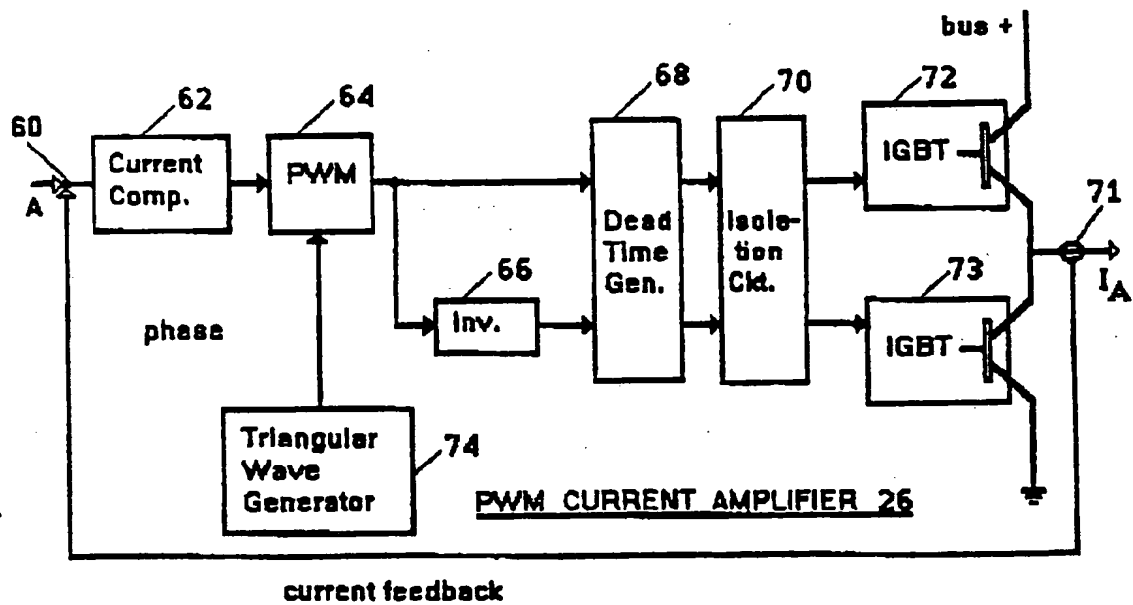 bus +
62
64
68
70
72
60
Current
Comp.
PWM
IGBT
A
71
Dead
Time
Gen.
Isola-
tion
Ckt.
66
Inv.
73
I_A
phase
IGBT
Triangular
Wave
Generator
74
PWM CURRENT AMPLIFIER 26
current feedback